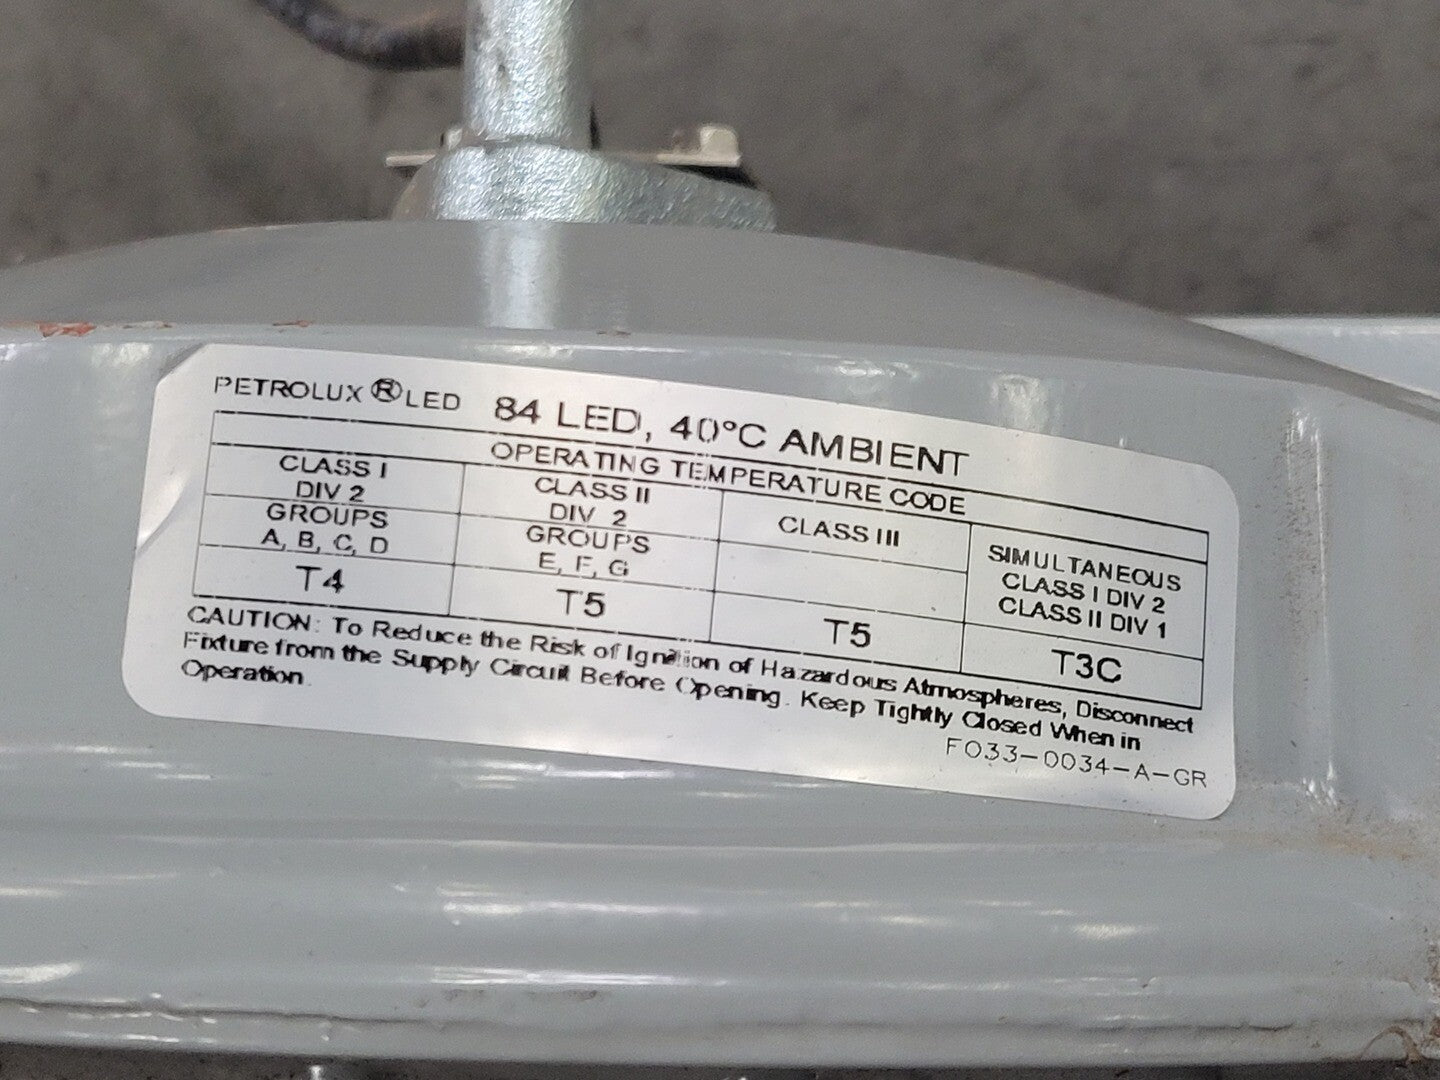 PETROLUX ® LED 84 LED, 40°C AMBIENT
OPERATING TEMPERATURE CODE
CLASS I
DIV 2
GROUPS
A, B, C, D
T4
CLASS II
DIV 2
GROUPS
E, F, G
T5
CLASS III
T5
SIMULTANEOUS
CLASS I DIV 2
CLASS II DIV 1
T3C
CAUTION: To Reduce the Risk of Ignition of Hazardous Atmospheres, Disconnect
Fixture from the Supply Circuit Before Opening. Keep Tightly Closed When in
Operation.
F033-0034-A-GR